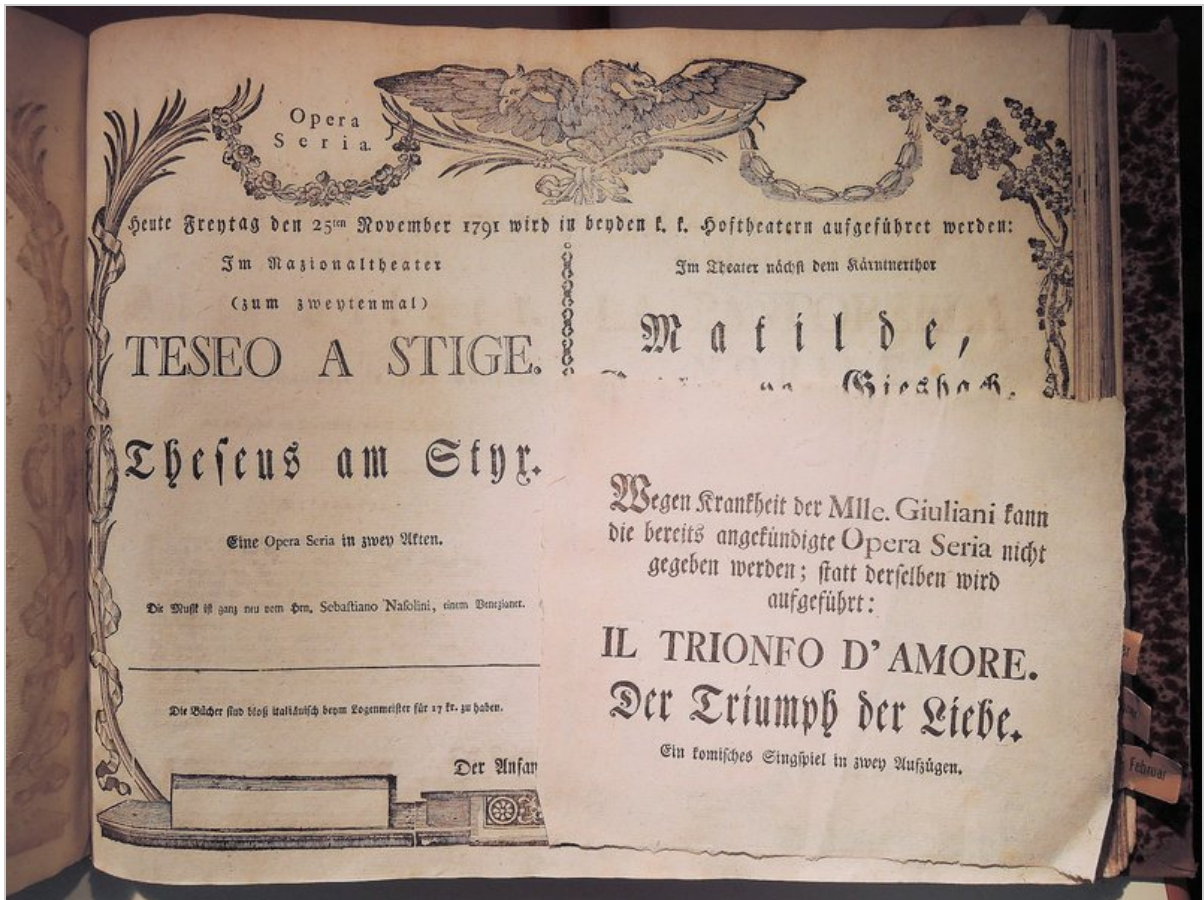 Opera
Seria.
Heute Freytag den 25ten November 1791 wird in beyden k. k. Hoftheatern aufgeführet werden:
Im Nazionaltheater
(zum zweytenmal)
TESEO A STIGE.
Theseus am Styx.
Eine Opera Seria in zwey Akten.
Die Musik ist ganz neu vom Hrn. Sebastiano Nasolini, einem Venezianer.
Die Bücher sind bloß italiänisch beym Logenmeister für 17 kr. zu haben.
Der Anfan
Im Theater nächst dem Kärntnerthor
Matilde,
Giesbach.
Wegen Krankheit der Mlle. Giuliani kann
die bereits angekündigte Opera Seria nicht
gegeben werden; statt derselben wird
aufgeführt:
IL TRIONFO D'AMORE.
Der Triumph der Liebe.
Ein komisches Singspiel in zwey Aufzügen.
Februar